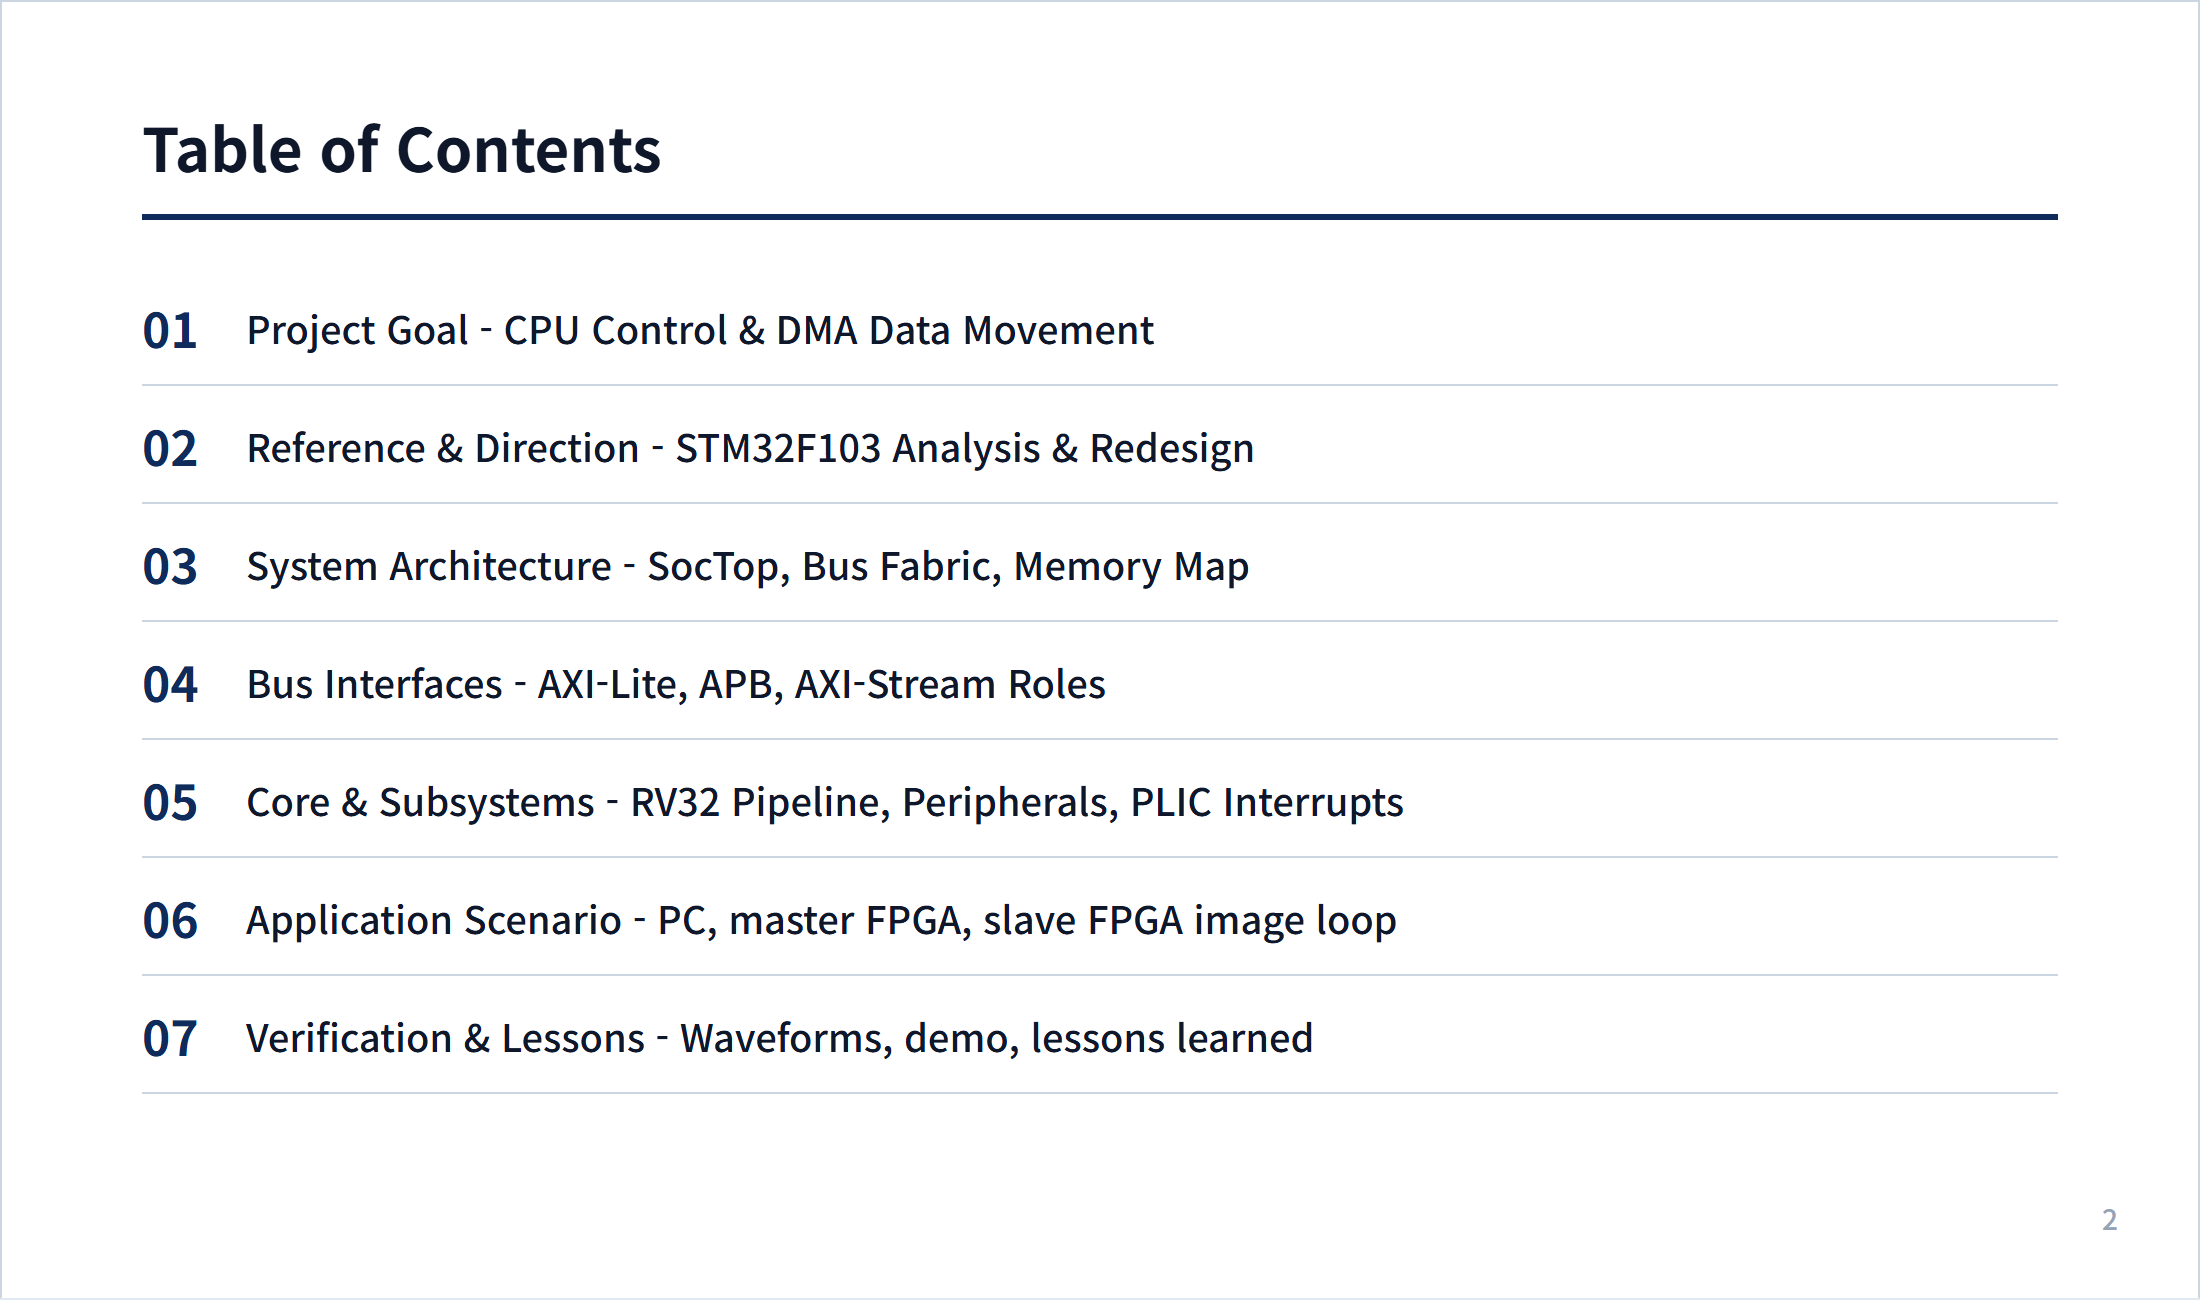 Table of Contents
01 Project Goal - CPU Control & DMA Data Movement
02 Reference & Direction - STM32F103 Analysis & Redesign
03 System Architecture - SocTop, Bus Fabric, Memory Map
04 Bus Interfaces - AXI-Lite, APB, AXI-Stream Roles
05 Core & Subsystems - RV32 Pipeline, Peripherals, PLIC Interrupts
06 Application Scenario - PC, master FPGA, slave FPGA image loop
07 Verification & Lessons - Waveforms, demo, lessons learned
2